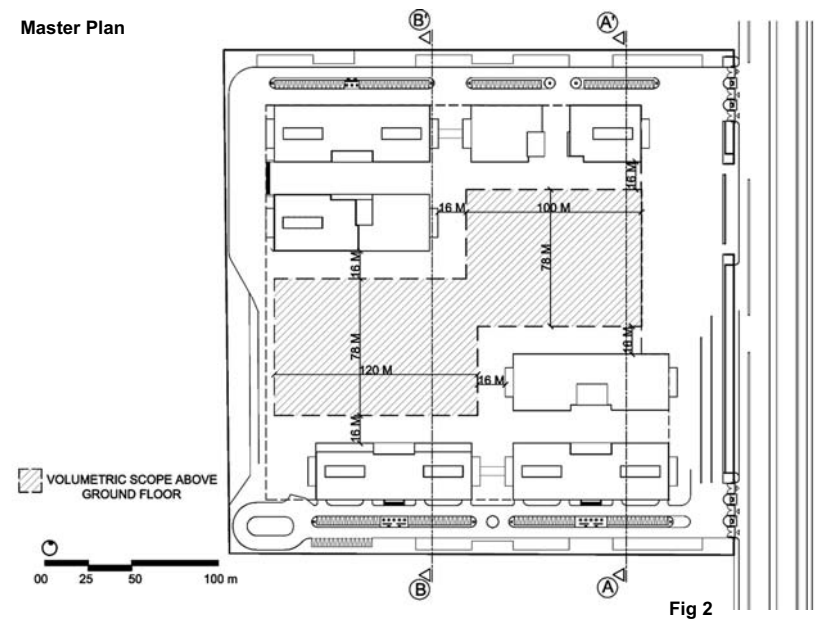 Master Plan
B' A'
16 M
16 M 100 M
16 M
78 M
78 M
16 M
120 M
16 M
16 M
VOLUMETRIC SCOPE ABOVE
GROUND FLOOR
00 25 50 100 m
B A
Fig 2